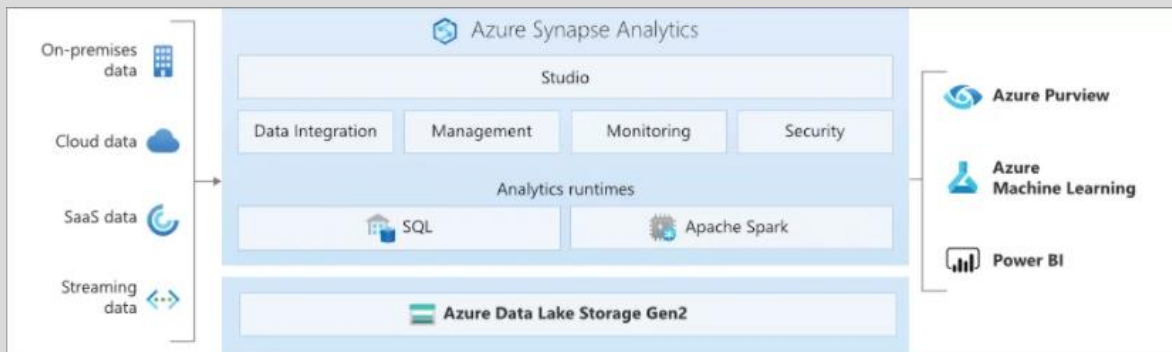 On-premises
data
Cloud data
SaaS data
Streaming
data
Azure Synapse Analytics
Studio
Data Integration
Management
Monitoring
Security
Analytics runtimes
SQL
Apache Spark
Azure Data Lake Storage Gen2
Azure Purview
Azure
Machine Learning
Power BI